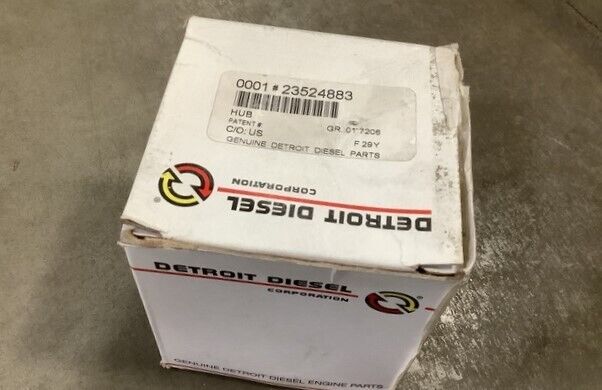 0001 # 23524883
HUB
PATENT #:
C/O: US
GR. 01 7206
F 29Y
GENUINE DETROIT DIESEL PARTS
DETROIT DIESEL
CORPORATION
®
DETROIT DIESEL
CORPORATION
®
GENUINE DETROIT DIESEL ENGINE PARTS